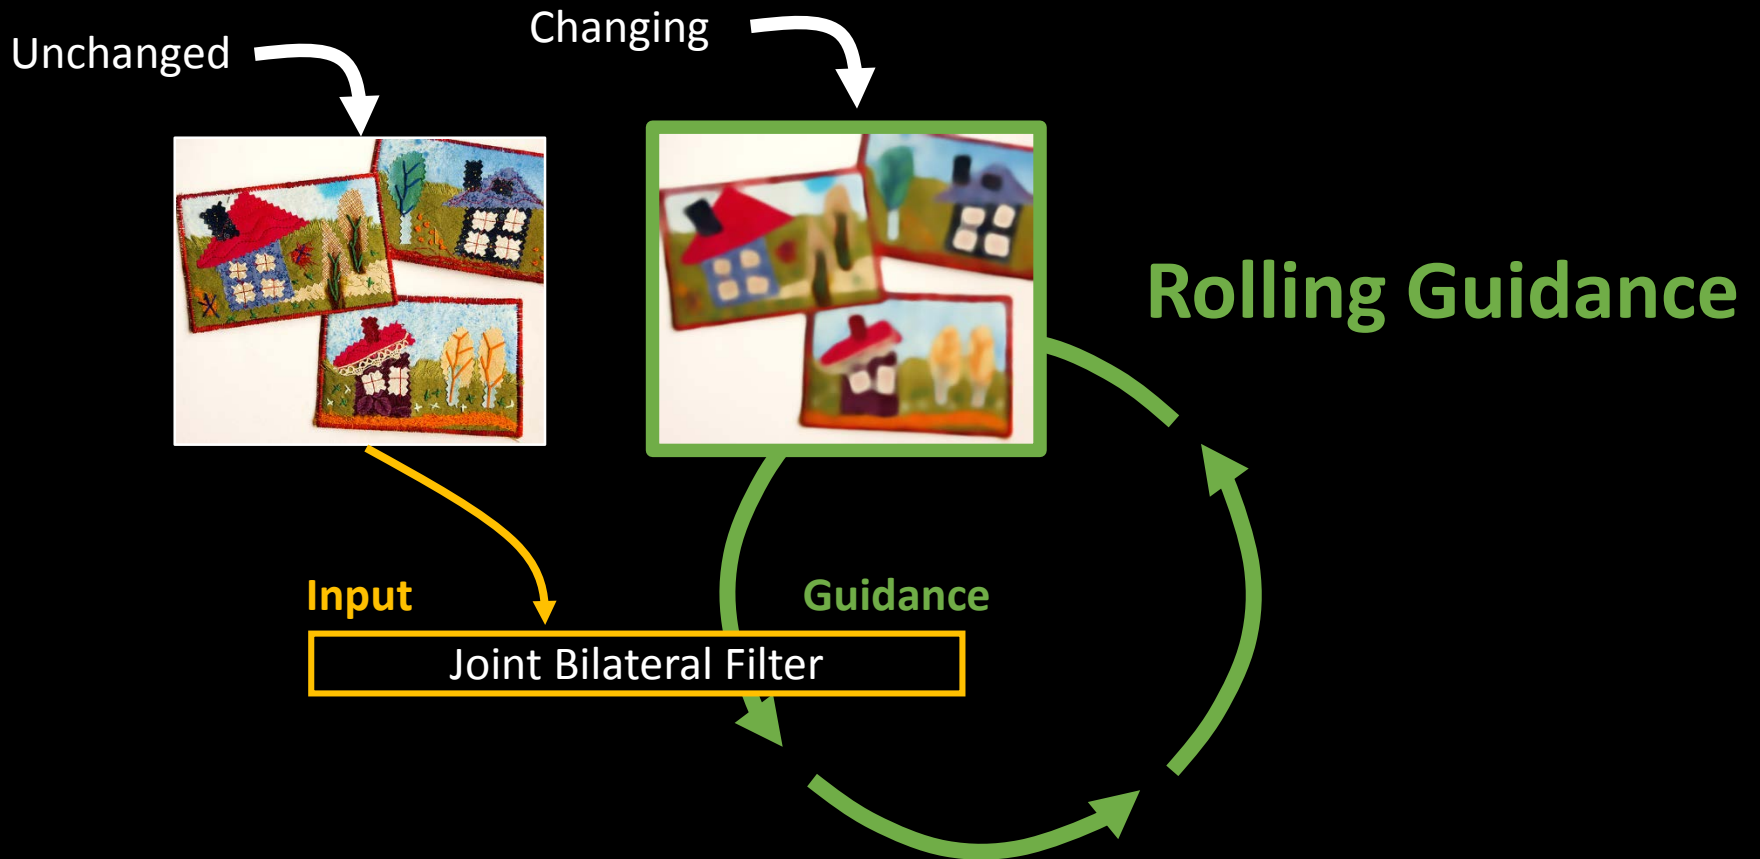 Unchanged
Changing
Rolling Guidance
Input
Guidance
Joint Bilateral Filter